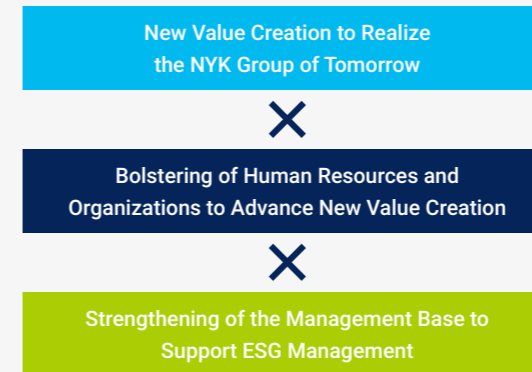 New Value Creation to Realize
the NYK Group of Tomorrow
×
Bolstering of Human Resources and
Organizations to Advance New Value Creation
×
Strengthening of the Management Base to
Support ESG Management